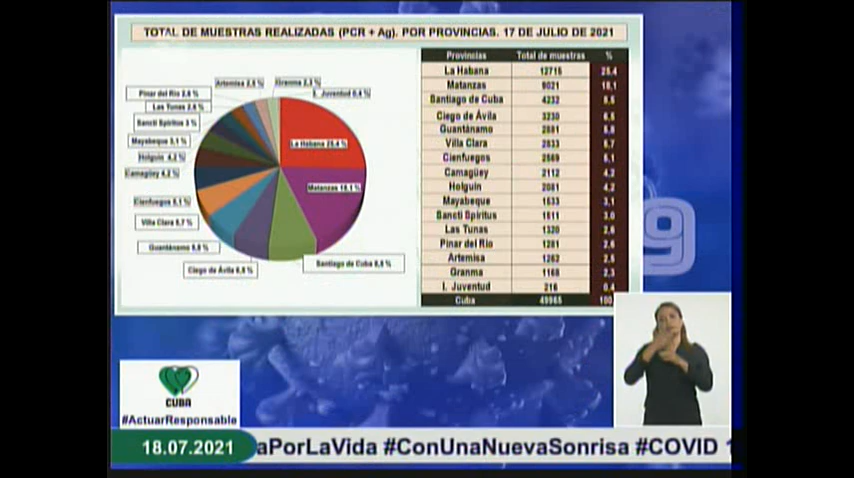 TOTAL DE MUESTRAS REALIZADAS (PCR + Ag). POR PROVINCIAS. 17 DE JULIO DE 2021
Artemisa 2,5 %
Granma 2,3 %
Pinar del Río 2,6 %
I. Juventud 0,4 %
Las Tunas 2,6 %
Sancti Spíritus 3 %
Mayabeque 3,1 %
Holguín 4,2 %
Camagüey 4,2 %
Cienfuegos 5,1 %
Villa Clara 5,7 %
Guantánamo 5,8 %
Ciego de Ávila 6,5 %
Santiago de Cuba 8,5 %
Matanzas 18,1 %
La Habana 25,4 %
Provincias Total de muestras %
La Habana 12715 25,4
Matanzas 9021 18,1
Santiago de Cuba 4232 8,5
Ciego de Ávila 3230 6,5
Guantánamo 2881 5,8
Villa Clara 2833 5,7
Cienfuegos 2569 5,1
Camagüey 2112 4,2
Holguín 2081 4,2
Mayabeque 1533 3,1
Sancti Spíritus 1511 3,0
Las Tunas 1320 2,6
Pinar del Río 1281 2,6
Artemisa 1262 2,5
Granma 1168 2,3
I. Juventud 216 0,4
Cuba 49965
9
CUBA
#ActuarResponsable
18.07.2021 aPorLaVida #ConUnaNuevaSonrisa #COVID